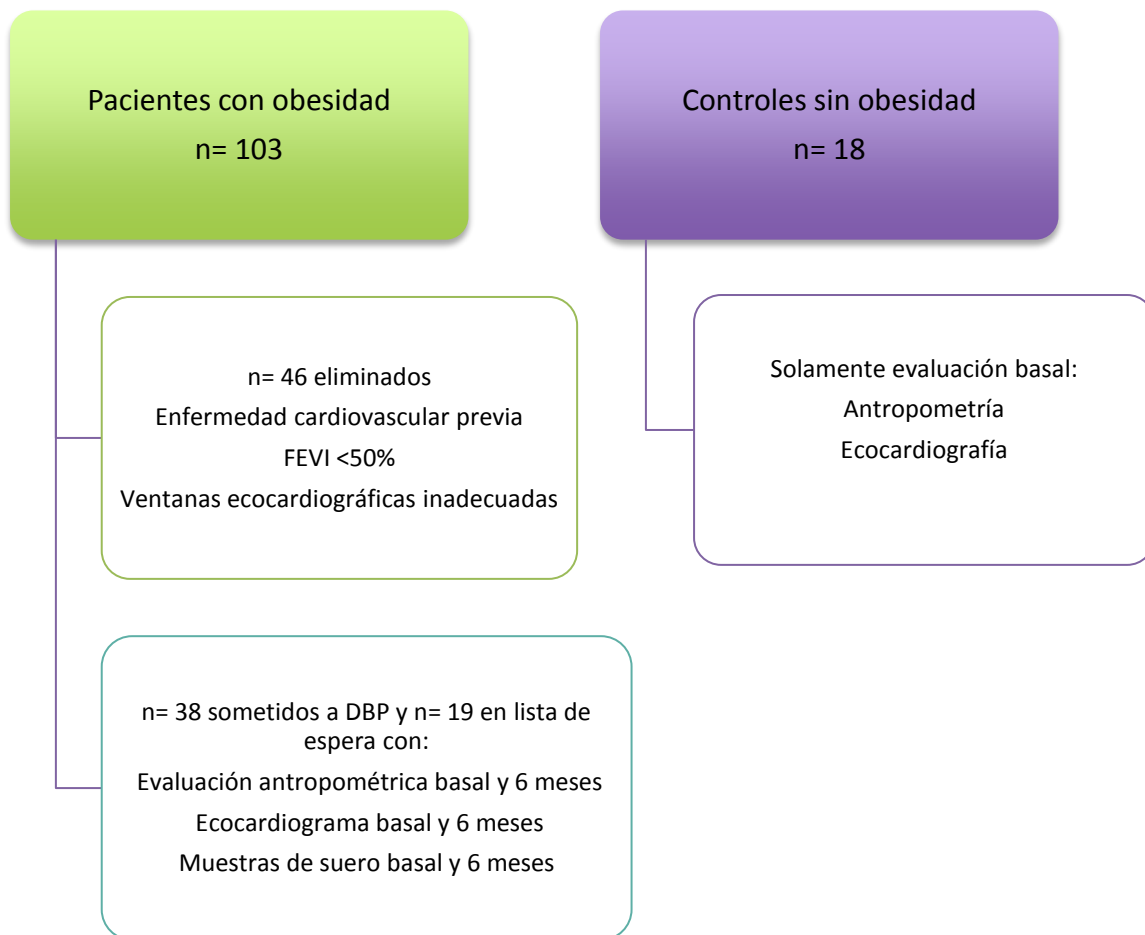 Pacientes con obesidad
n= 103
Controles sin obesidad
n= 18
n= 46 eliminados
Enfermedad cardiovascular previa
FEVI <50%
Ventanas ecocardiográficas inadecuadas
Solamente evaluación basal:
Antropometría
Ecocardiografía
n= 38 sometidos a DBP y n= 19 en lista de
espera con:
Evaluación antropométrica basal y 6 meses
Ecocardiograma basal y 6 meses
Muestras de suero basal y 6 meses